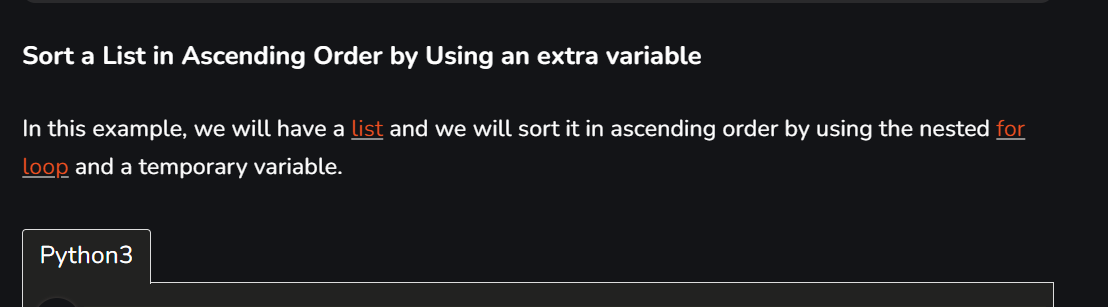 Sort a List in Ascending Order by Using an extra variable
In this example, we will have a list and we will sort it in ascending order by using the nested for
loop and a temporary variable.
Python3